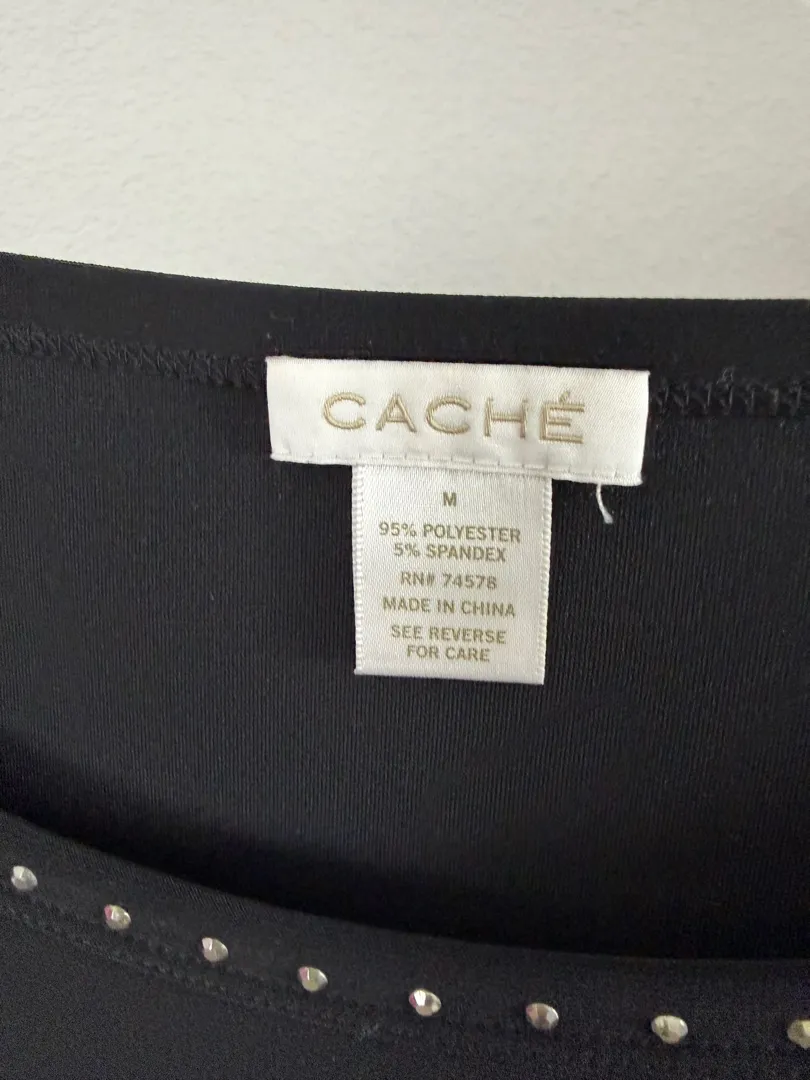 CACHÉ
M
95% POLYESTER
5% SPANDEX
RN# 74578
MADE IN CHINA
SEE REVERSE
FOR CARE